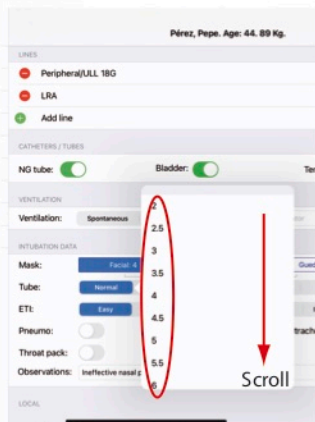 Pérez, Pepe. Age: 44. 89 Kg.
LINES
Peripheral/ULL 18G
LRA
Add line
CATHETERS / TUBES
NG tube:
Bladder:
VENTILATION
Ventilation: Spontaneous
INTUBATION DATA
Mask: Facial: 4
Tube: Normal
ETI: Easy
Pneumo:
Throat pack:
Observations: Ineffective nasal
LOCAL
2
2.5
3
3.5
4
4.5
5
5.5
6
Scroll